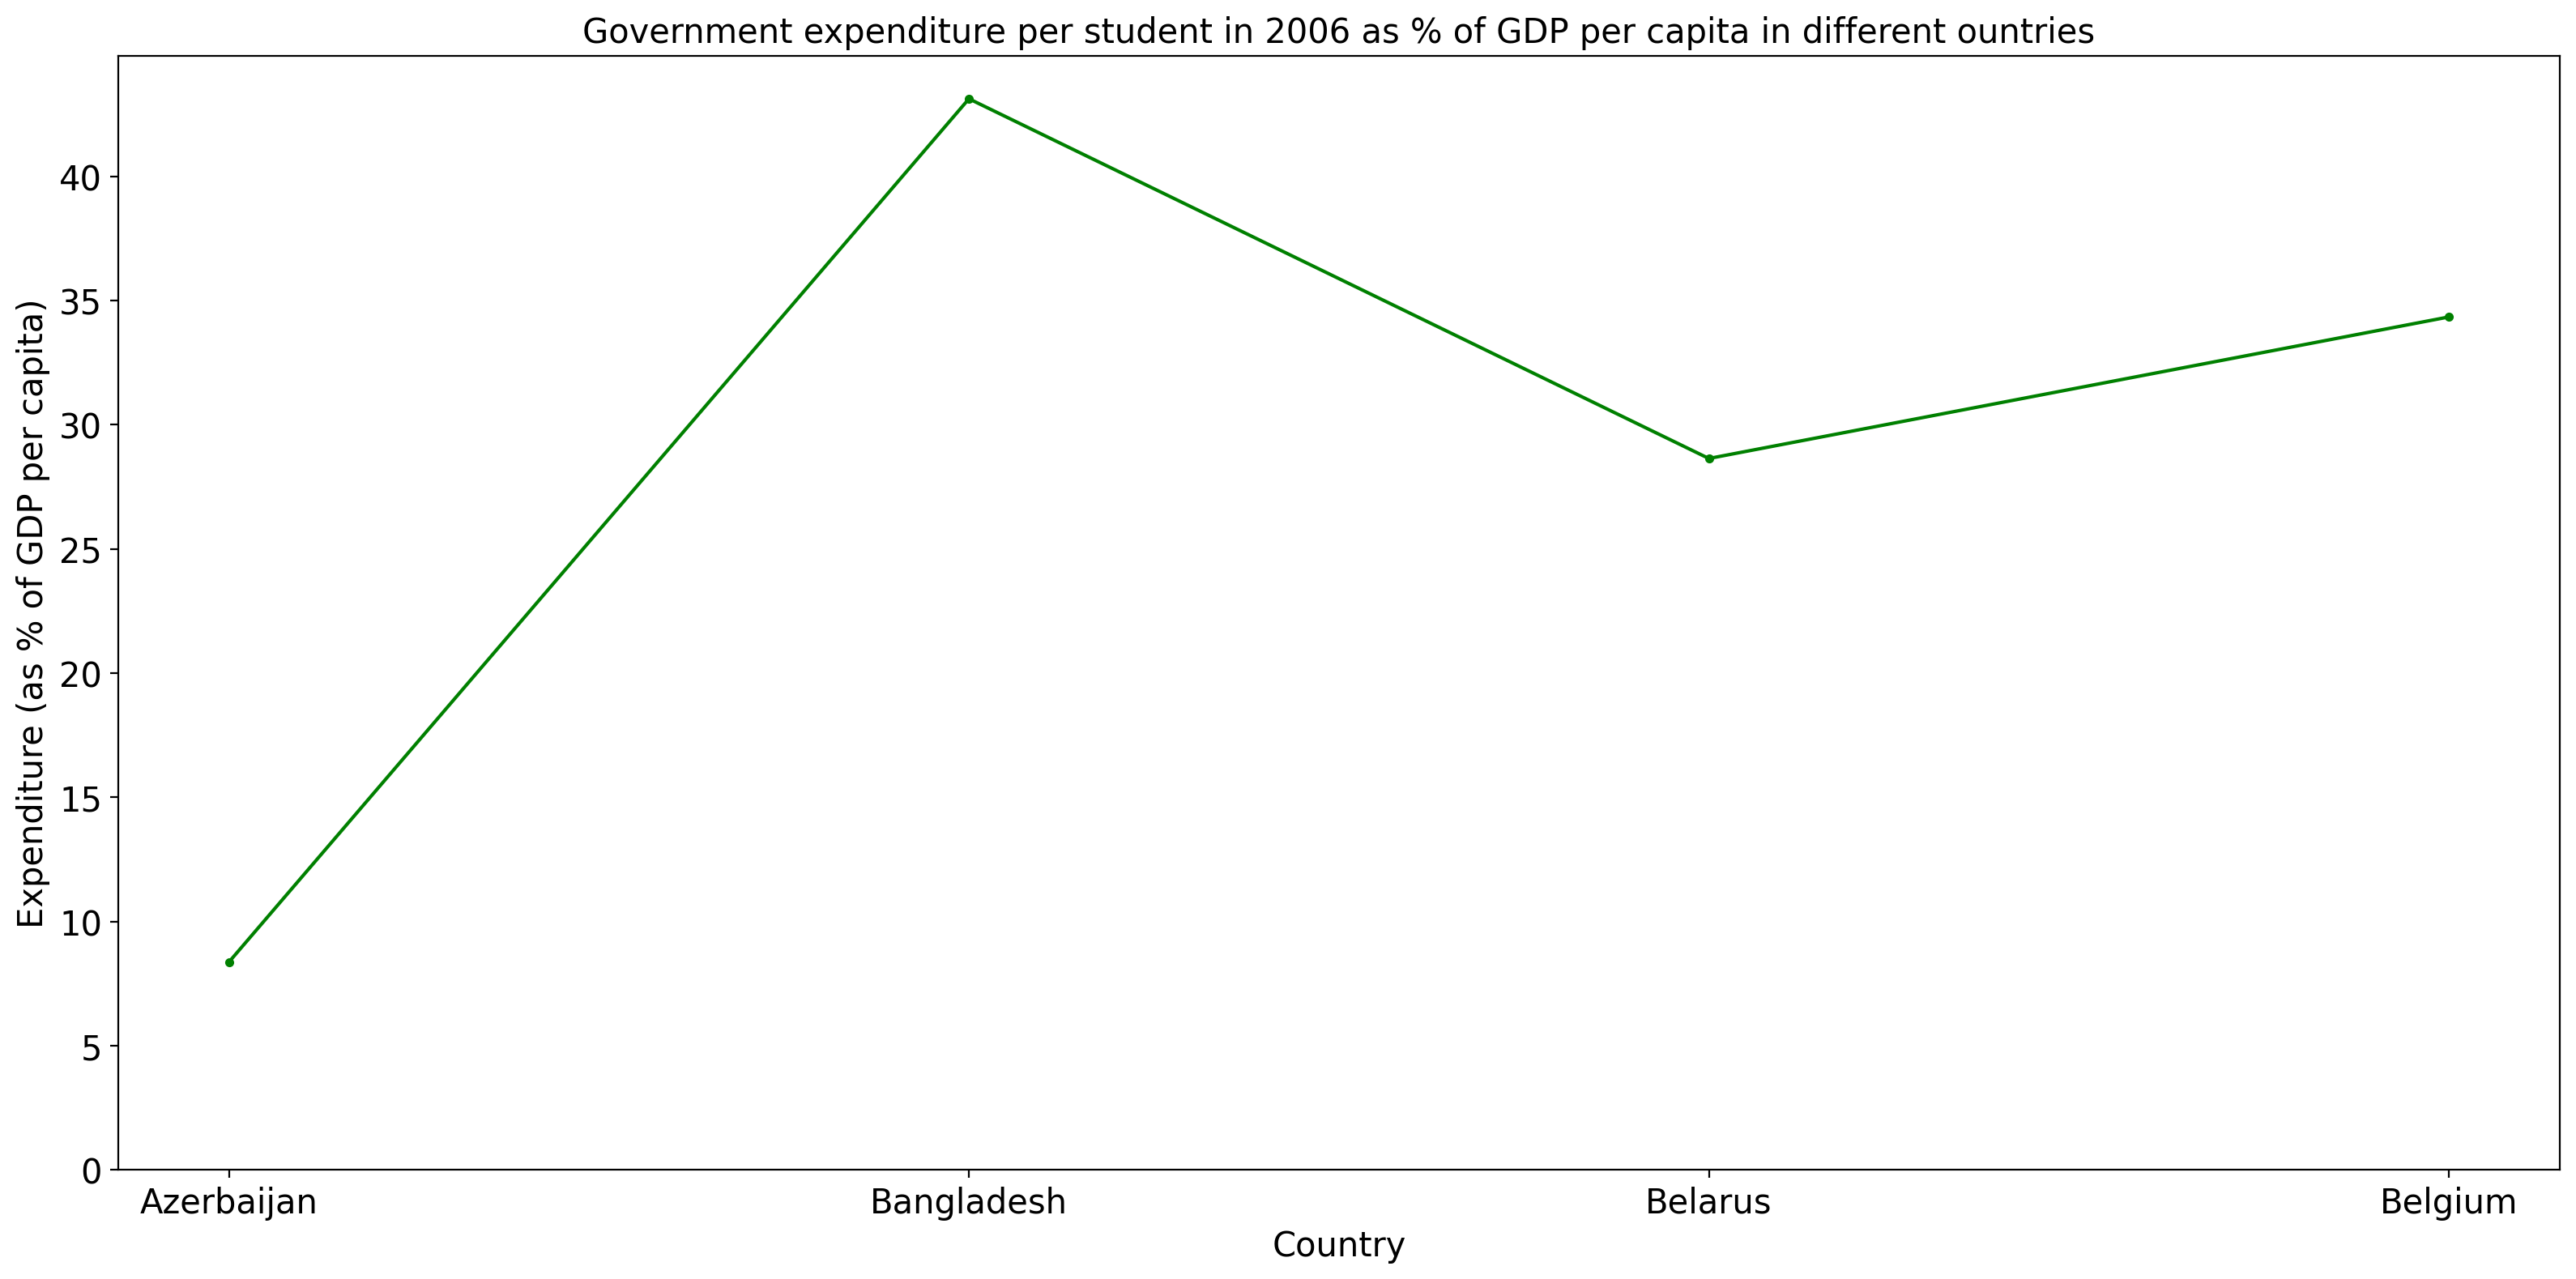 Government expenditure per student in 2006 as % of GDP per capita in different ountries
Expenditure (as % of GDP per capita)
40
35
30
25
20
15
10
5
0
Azerbaijan Bangladesh Belarus Belgium
Country